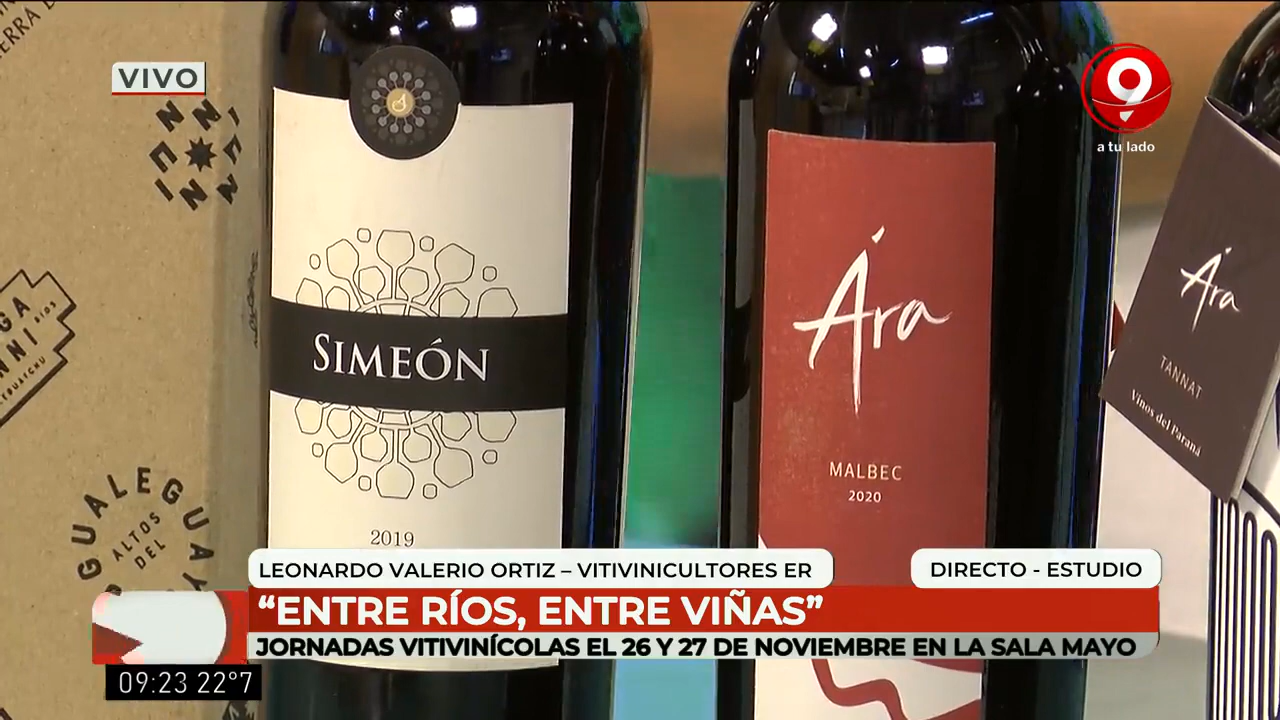 VIVO
9
a tu lado
SIMEÓN
2019
Ára
MALBEC
2020
Ára
TANNAT
Vinos del Paraná
GUALEGUAY
ALTOS
DEL
LEONARDO VALERIO ORTIZ – VITIVINICULTORES ER
DIRECTO - ESTUDIO
“ENTRE RÍOS, ENTRE VIÑAS”
JORNADAS VITIVINÍCOLAS EL 26 Y 27 DE NOVIEMBRE EN LA SALA MAYO
09:23 22°7